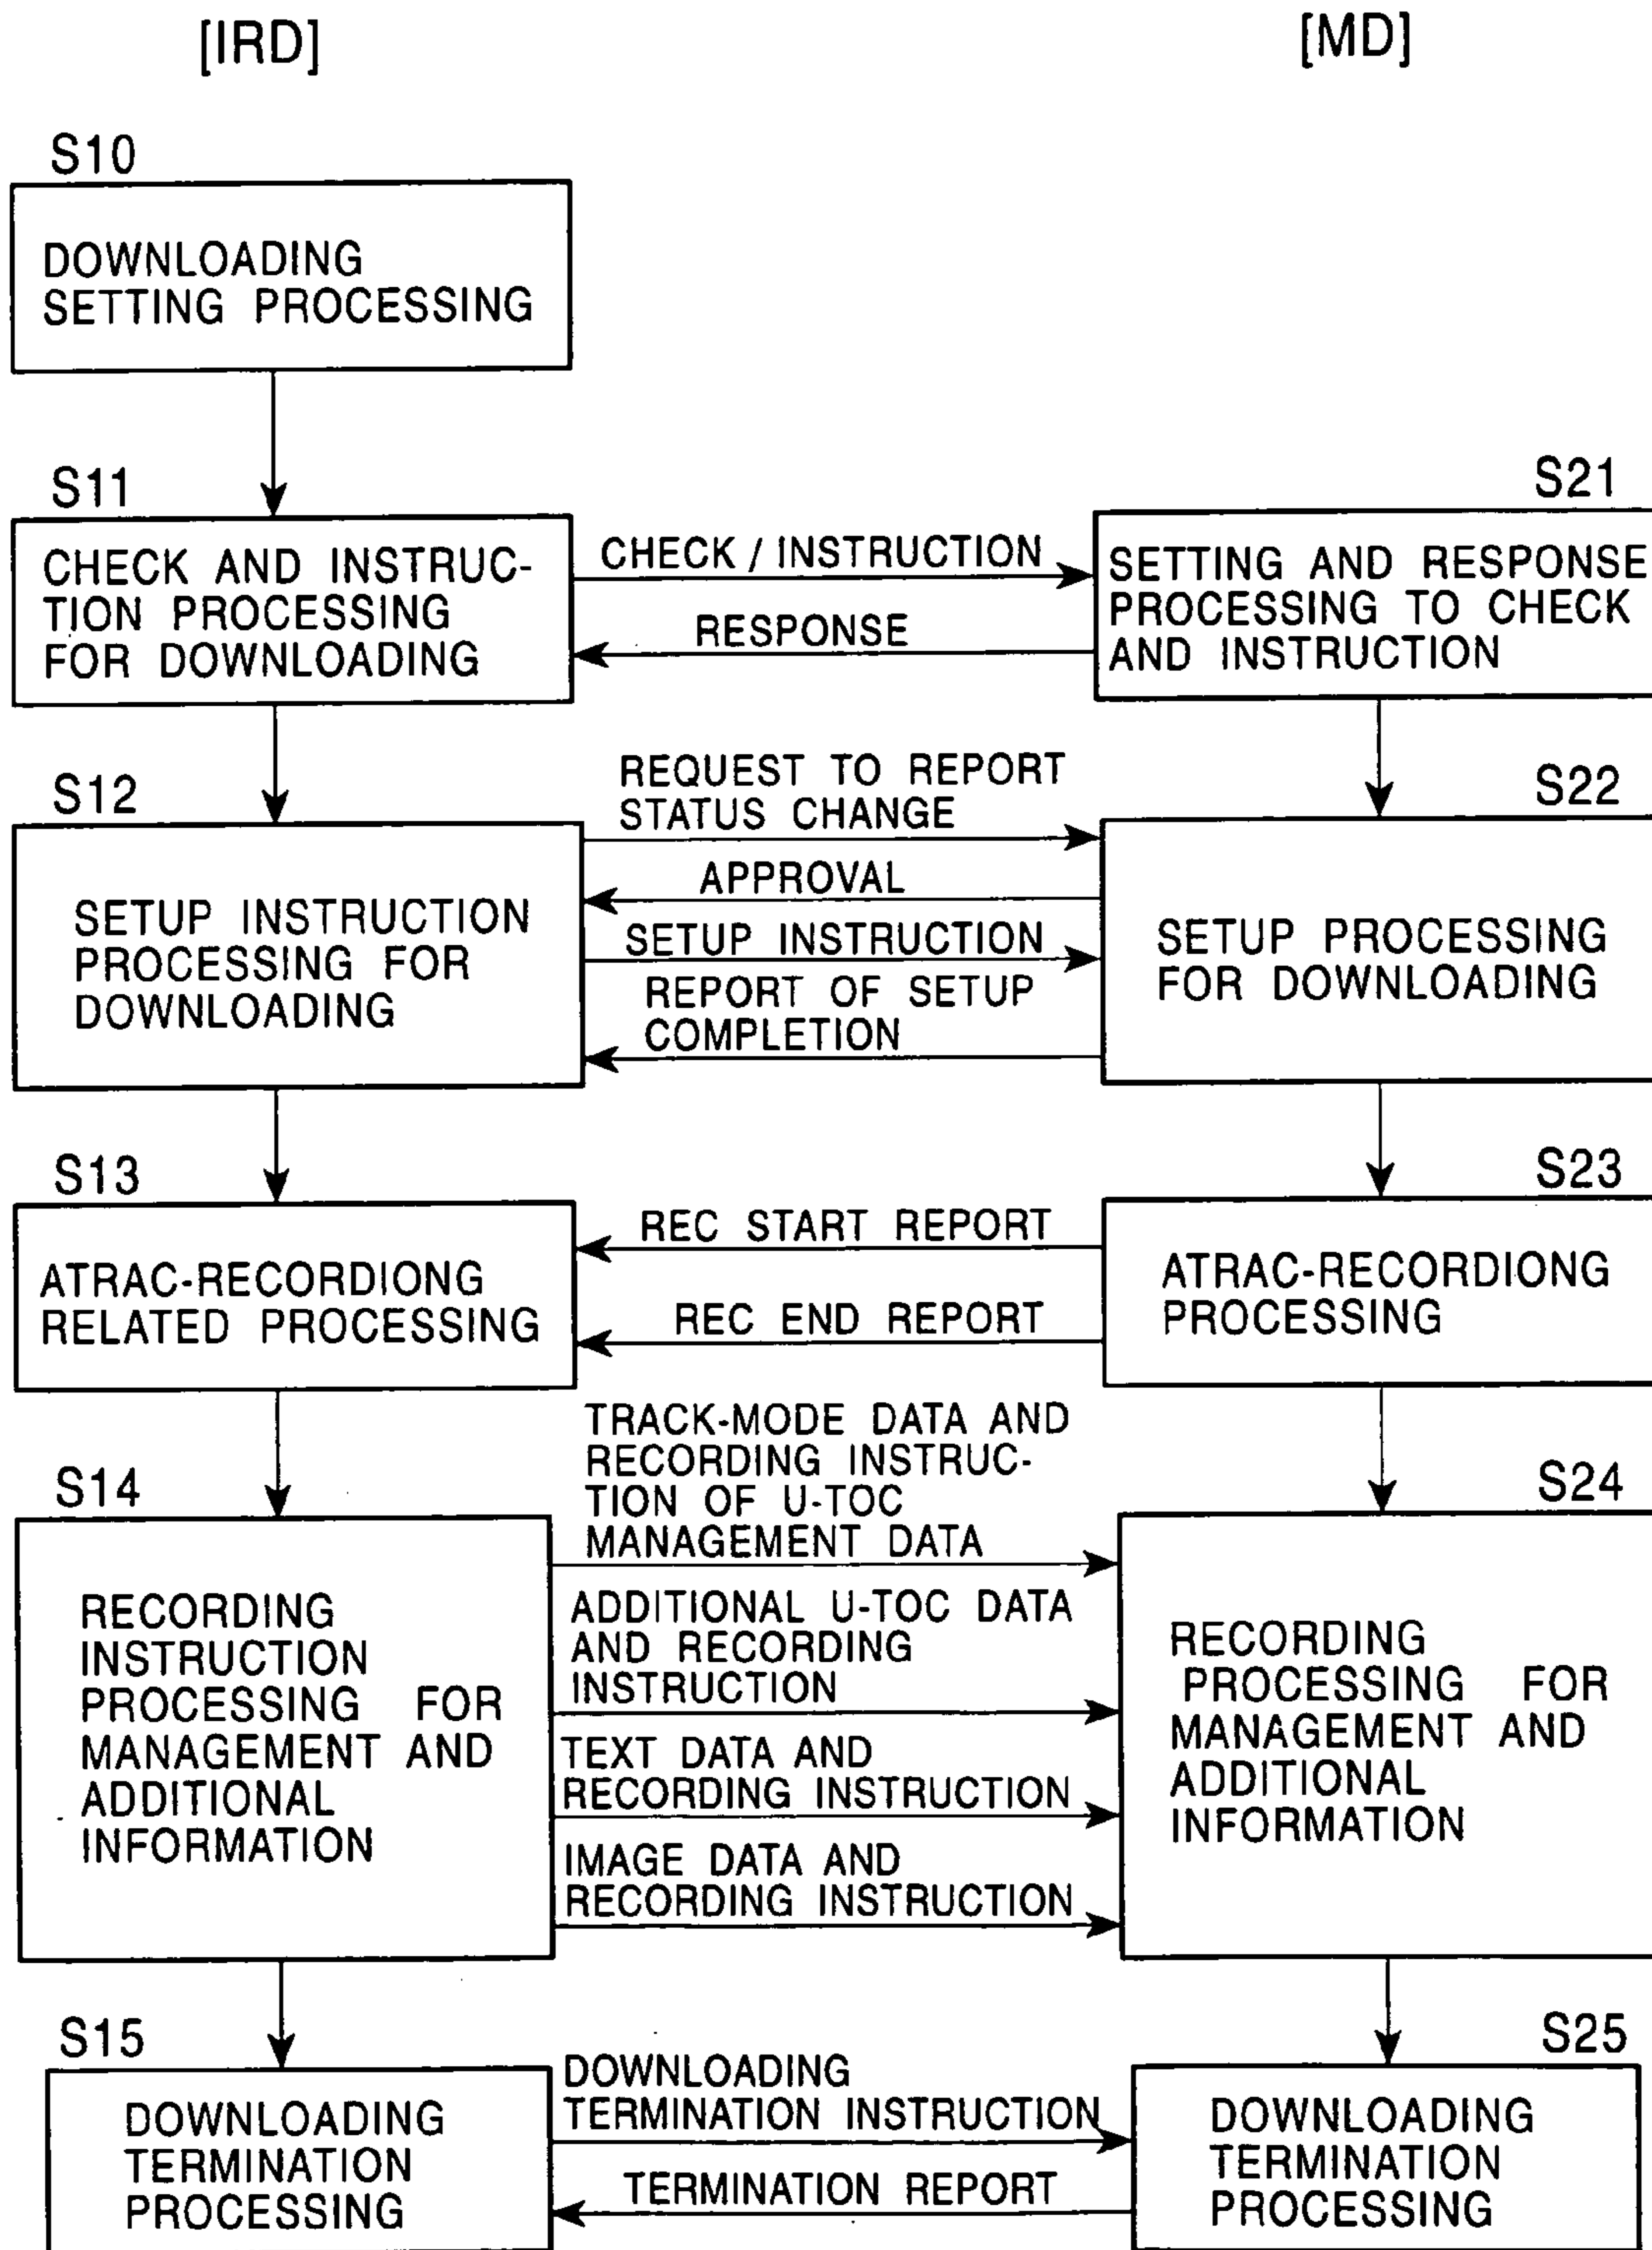 [IRD]
[MD]
S10
DOWNLOADING
SETTING PROCESSING
S11
CHECK AND INSTRUC-
TION PROCESSING
FOR DOWNLOADING
CHECK / INSTRUCTION
RESPONSE
S21
SETTING AND RESPONSE
PROCESSING TO CHECK
AND INSTRUCTION
S12
SETUP INSTRUCTION
PROCESSING FOR
DOWNLOADING
REQUEST TO REPORT
STATUS CHANGE
APPROVAL
SETUP INSTRUCTION
REPORT OF SETUP
COMPLETION
S22
SETUP PROCESSING
FOR DOWNLOADING
S13
ATRAC-RECORDIONG
RELATED PROCESSING
REC START REPORT
REC END REPORT
S23
ATRAC-RECORDIONG
PROCESSING
S14
RECORDING
INSTRUCTION
PROCESSING FOR
MANAGEMENT AND
ADDITIONAL
INFORMATION
TRACK-MODE DATA AND
RECORDING INSTRUC-
TION OF U-TOC
MANAGEMENT DATA
ADDITIONAL U-TOC DATA
AND RECORDING
INSTRUCTION
TEXT DATA AND
RECORDING INSTRUCTION
IMAGE DATA AND
RECORDING INSTRUCTION
S24
RECORDING
PROCESSING FOR
MANAGEMENT AND
ADDITIONAL
INFORMATION
S15
DOWNLOADING
TERMINATION
PROCESSING
DOWNLOADING
TERMINATION INSTRUCTION
TERMINATION REPORT
S25
DOWNLOADING
TERMINATION
PROCESSING